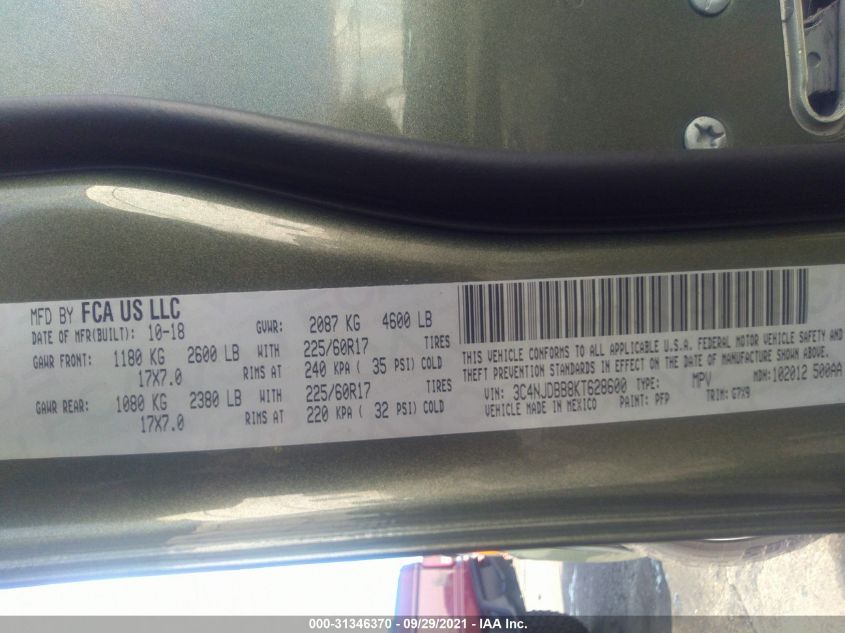 MFD BY FCA US LLC
DATE OF MFR(BUILT): 10-18 GVWR: 2087 KG 4600 LB
GAWR FRONT: 1180 KG 2600 LB WITH 225/60R17 TIRES
17X7.0 RIMS AT 240 KPA ( 35 PSI) COLD
GAWR REAR: 1080 KG 2380 LB WITH 225/60R17 TIRES
17X7.0 RIMS AT 220 KPA ( 32 PSI) COLD
THIS VEHICLE CONFORMS TO ALL APPLICABLE U.S.A. FEDERAL MOTOR VEHICLE SAFETY AND
THEFT PREVENTION STANDARDS IN EFFECT ON THE DATE OF MANUFACTURE SHOWN ABOVE.
VIN: 3C4NJDBB8KT628600 TYPE: MPV MDH: 102012 500AA
VEHICLE MADE IN MEXICO PAINT: PFP TRIM: G7X9
000-31346370 - 09/29/2021 - IAA Inc.